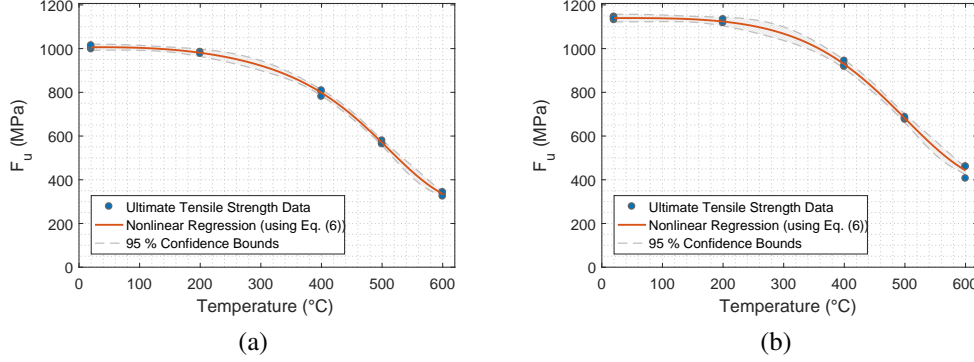 1200
1000
800
600
400
200
0
F_u (MPa)
Ultimate Tensile Strength Data
Nonlinear Regression (using Eq. (6))
95 % Confidence Bounds
0 100 200 300 400 500 600
Temperature (°C)
(a)
1200
1000
800
600
400
200
0
F_u (MPa)
Ultimate Tensile Strength Data
Nonlinear Regression (using Eq. (6))
95 % Confidence Bounds
0 100 200 300 400 500 600
Temperature (°C)
(b)